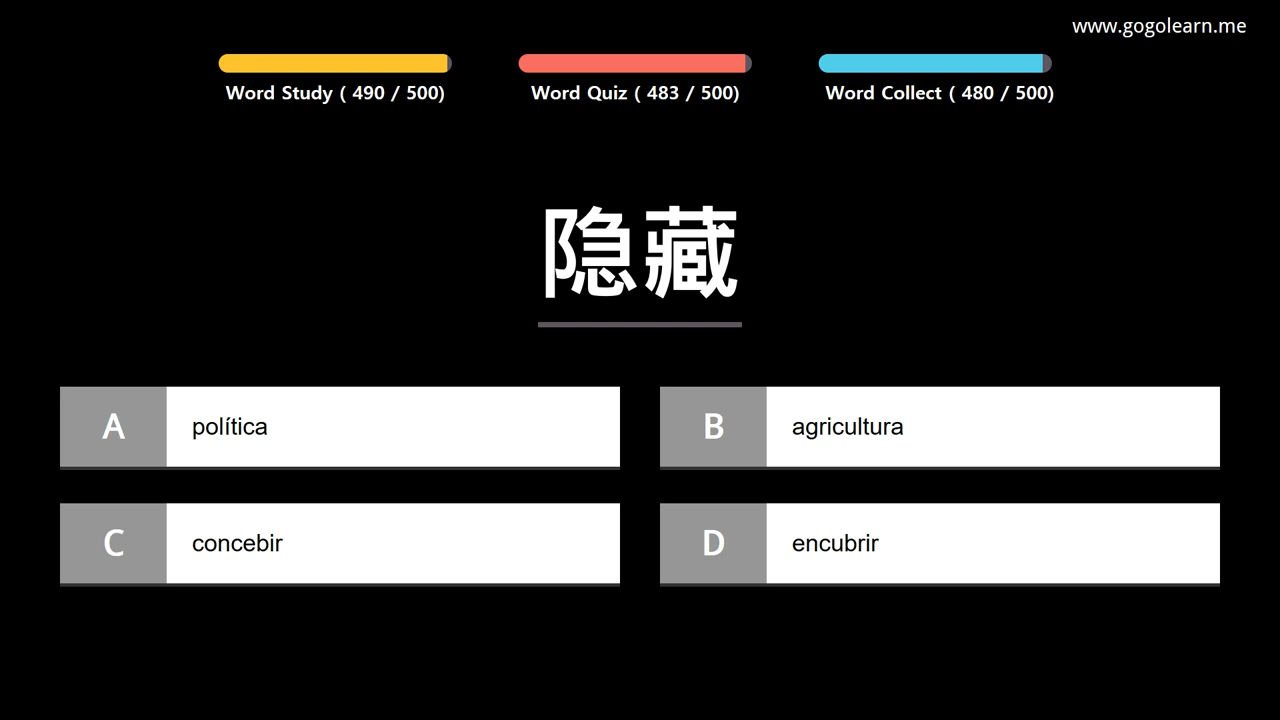 www.gogolearn.me
Word Study ( 490 / 500)
Word Quiz ( 483 / 500)
Word Collect ( 480 / 500)
隐藏
A política
B agricultura
C concebir
D encubrir